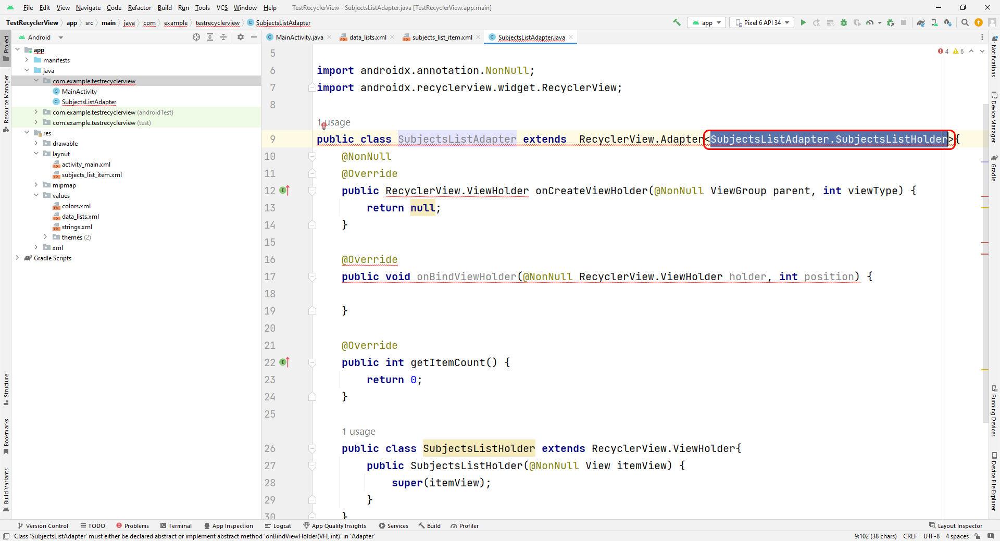 File Edit View Navigate Code Refactor Build Run Tools VCS Window Help TestRecyclerView - SubjectsListAdapter.java [TestRecyclerView.app.main]
TestRecyclerView app src main java com example testrecyclerview SubjectsListAdapter app Pixel 6 API 34
Android MainActivity.java data_lists.xml subjects_list_item.xml SubjectsListAdapter.java
Project
Resource Manager
Structure
Bookmarks
Build Variants
app
manifests
java
com.example.testrecyclerview
MainActivity
SubjectsListAdapter
com.example.testrecyclerview (androidTest)
com.example.testrecyclerview (test)
res
drawable
layout
activity_main.xml
subjects_list_item.xml
mipmap
values
colors.xml
data_lists.xml
strings.xml
themes (2)
xml
Gradle Scripts
4 6
5
6 import androidx.annotation.NonNull;
7 import androidx.recyclerview.widget.RecyclerView;
8
1 usage
9 public class SubjectsListAdapter extends  RecyclerView.Adapter<SubjectsListAdapter.SubjectsListHolder>{
10 @NonNull
11 @Override
12 public RecyclerView.ViewHolder onCreateViewHolder(@NonNull ViewGroup parent, int viewType) {
13 return null;
14 }
15
16 @Override
17 public void onBindViewHolder(@NonNull RecyclerView.ViewHolder holder, int position) {
18
19 }
20
21 @Override
22 public int getItemCount() {
23 return 0;
24 }
25
1 usage
26 public class SubjectsListHolder extends RecyclerView.ViewHolder{
27 public SubjectsListHolder(@NonNull View itemView) {
28 super(itemView);
29 }
30 }
Notifications
Device Manager
Gradle
Running Devices
Device File Explorer
Version Control TODO Problems Terminal App Inspection Logcat App Quality Insights Services Build Profiler Layout Inspector
Class 'SubjectsListAdapter' must either be declared abstract or implement abstract method 'onBindViewHolder(VH, int)' in 'Adapter' 9:102 (38 chars) CRLF UTF-8 4 spaces